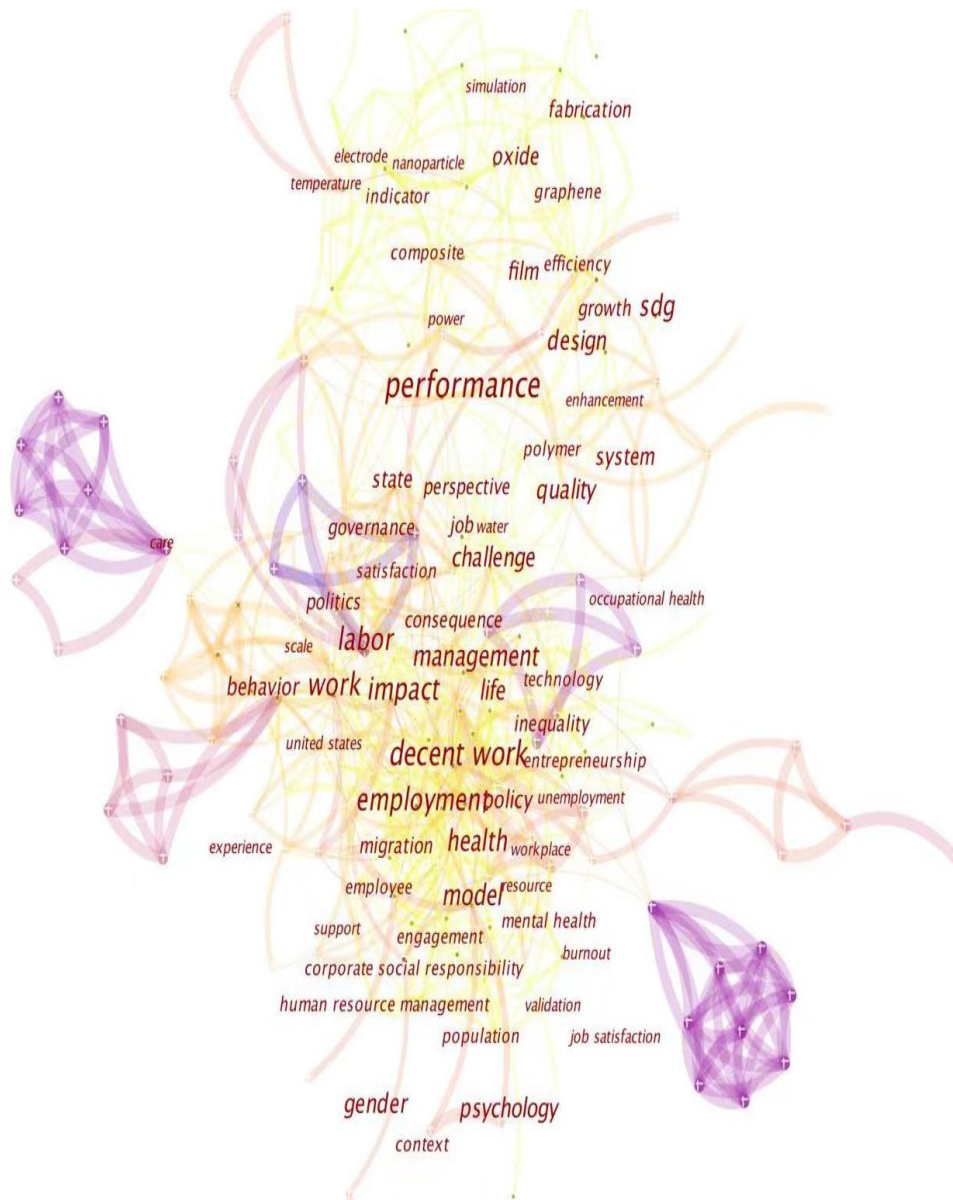 simulation
fabrication
electrode nanoparticle oxide
temperature indicator graphene
composite
film efficiency
growth sdg
power
design
performance
enhancement
polymer system
state perspective quality
governance job water
care
challenge
satisfaction
politics occupational health
consequence
scale labor
management
behavior work impact life technology
inequality
united states
decent work entrepreneurship
employment policy unemployment
experience migration health workplace
employee model resource
support mental health
engagement
burnout
corporate social responsibility
human resource management validation
population job satisfaction
gender psychology
context